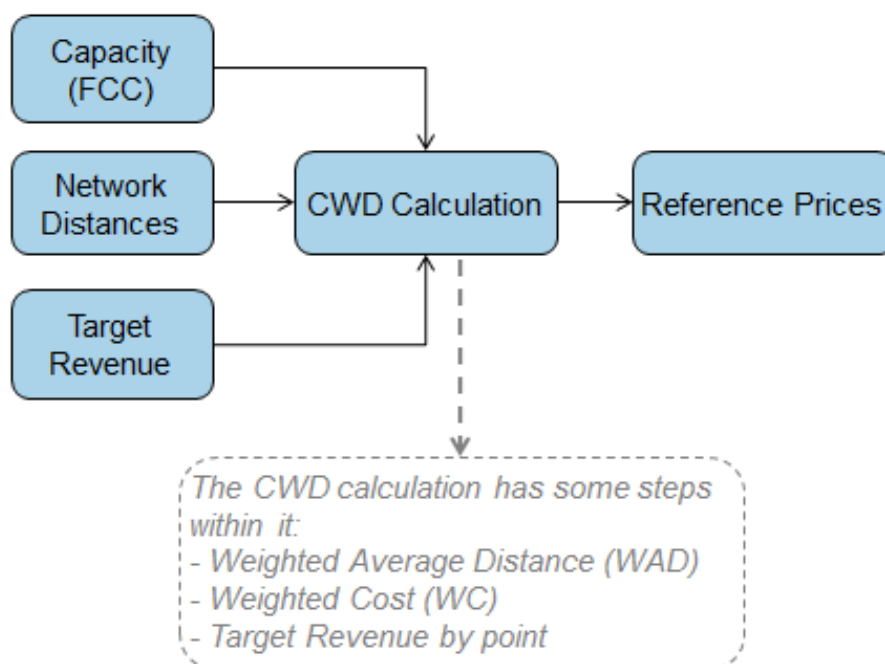 Capacity
(FCC)
Network
Distances
CWD Calculation
Reference Prices
Target
Revenue
The CWD calculation has some steps
within it:
- Weighted Average Distance (WAD)
- Weighted Cost (WC)
- Target Revenue by point